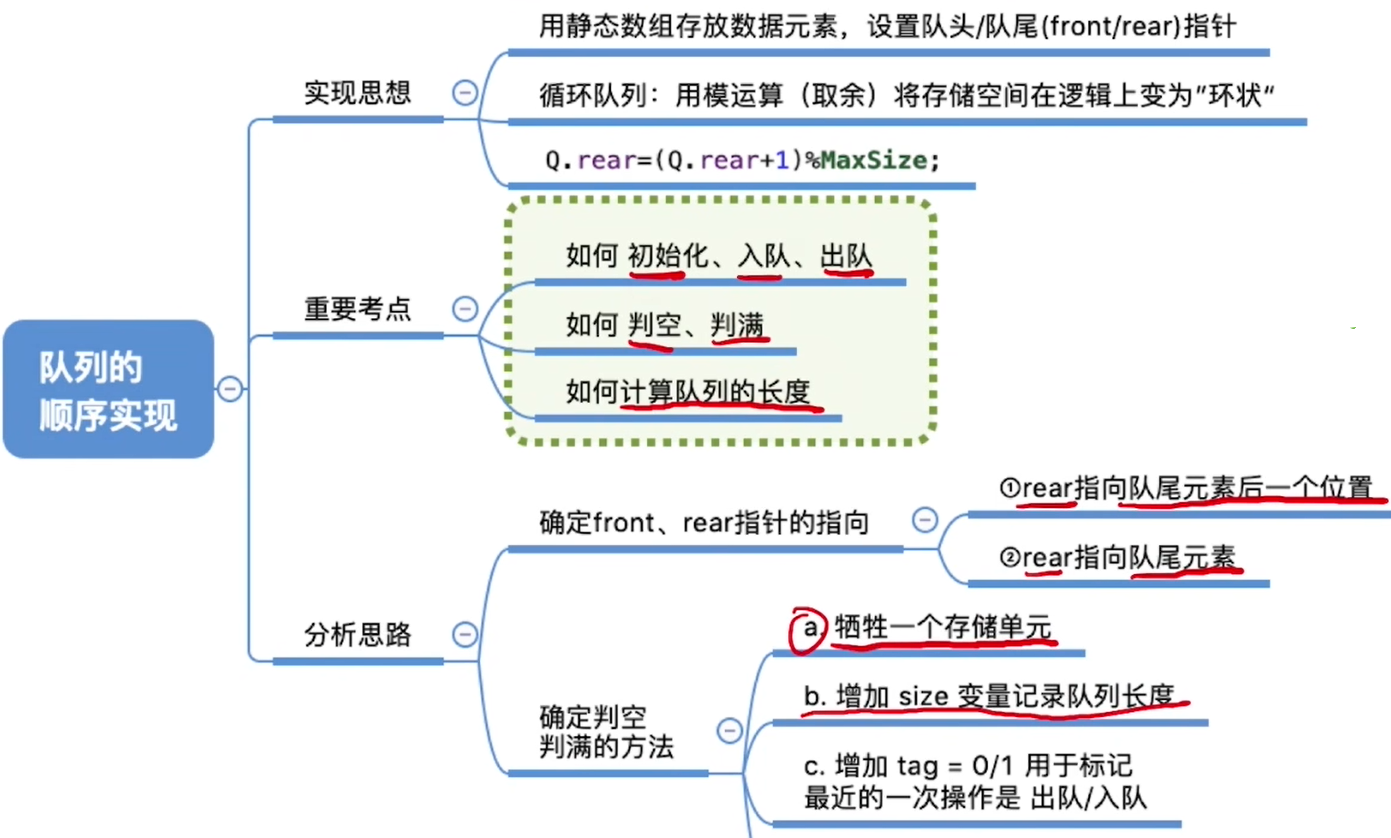 用静态数组存放数据元素，设置队头/队尾(front/rear)指针
实现思想
循环队列：用模运算（取余）将存储空间在逻辑上变为”环状“
Q.rear=(Q.rear+1)%MaxSize;
如何 初始化、入队、出队
重要考点
如何 判空、判满
如何计算队列的长度
队列的
顺序实现
①rear指向队尾元素后一个位置
确定front、rear指针的指向
②rear指向队尾元素
分析思路
a. 牺牲一个存储单元
b. 增加 size 变量记录队列长度
确定判空
判满的方法
c. 增加 tag = 0/1 用于标记
最近的一次操作是 出队/入队